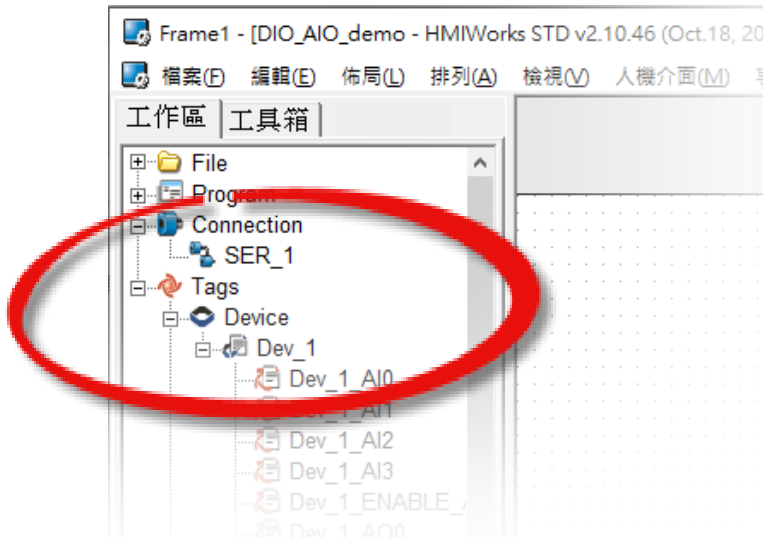 Frame1 - [DIO_AIO_demo - HMIWorks STD v2.10.46 (Oct.18, 20
檔案(F) 編輯(E) 佈局(L) 排列(A) 檢視(V) 人機介面(M)
工作區 工具箱
File
Program
Connection
SER_1
Tags
Device
Dev_1
Dev_1_AI0
Dev_1_AI1
Dev_1_AI2
Dev_1_AI3
Dev_1_ENABLE_
Dev_1_AO0